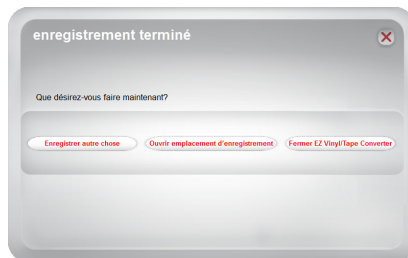 enregistrement terminé
Que désirez-vous faire maintenant?
Enregistrer autre chose
Ouvrir emplacement d'enregistrement
Fermer EZ Vinyl/Tape Converter